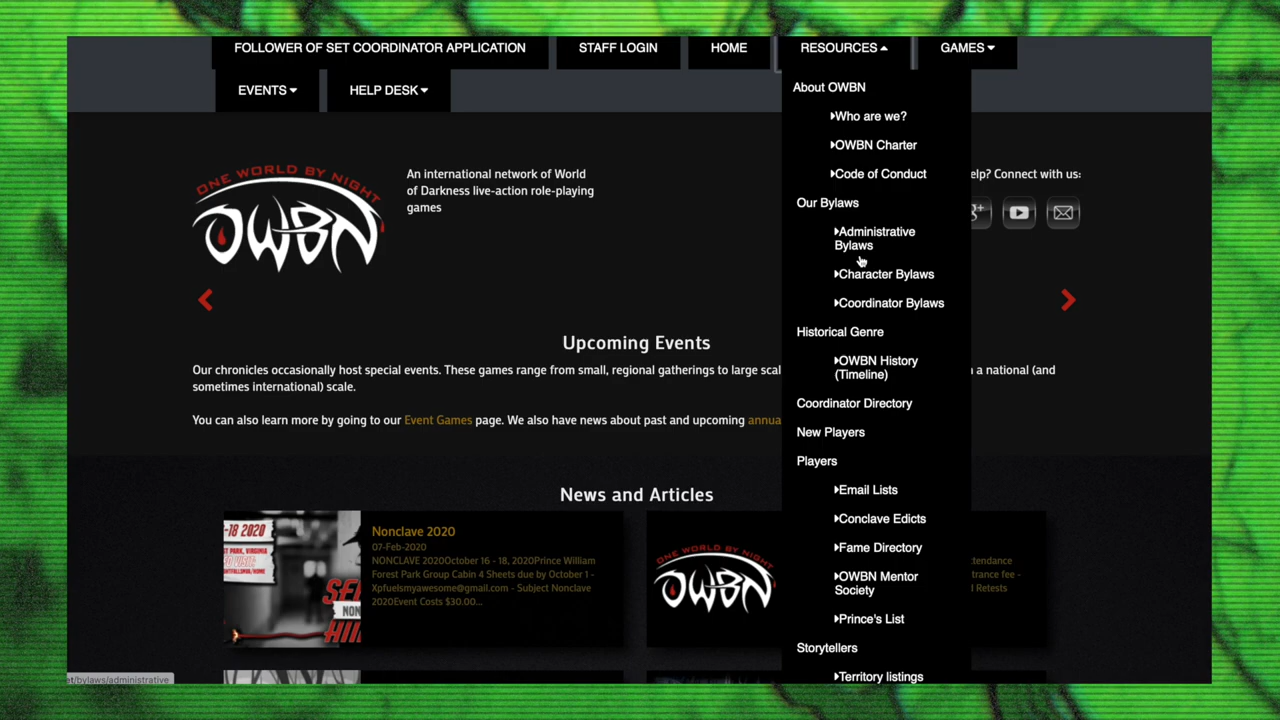 FOLLOWER OF SET COORDINATOR APPLICATION
STAFF LOGIN
HOME
RESOURCES
GAMES
EVENTS
HELP DESK
About OWBN
Who are we?
OWBN Charter
Code of Conduct
Our Bylaws
Administrative
Bylaws
Character Bylaws
Coordinator Bylaws
Historical Genre
OWBN History
(Timeline)
Coordinator Directory
New Players
Players
Email Lists
Conclave Edicts
Fame Directory
OWBN Mentor
Society
Prince's List
Storytellers
Territory listings
ONE WORLD BY NIGHT
OWBN
An international network of World
of Darkness live-action role-playing
games
elp? Connect with us:
Upcoming Events
Our chronicles occasionally host special events. These games range from small, regional gatherings to large scal
n a national (and
sometimes international) scale.
You can also learn more by going to our Event Games page. We also have news about past and upcoming annua
News and Articles
-18 2020
Nonclave 2020
07-Feb-2020
NONCLAVE 2020October 16 - 18, 2020Prince William
Forest Park Group Cabin 4 Sheets due by October 1 -
Xpfuelsmyawesome@gmail.com - Subject Nonclave
2020Event Costs $30.00...
OWBN
tendance
trance fee -
l Retests
et/bylaws/administrative